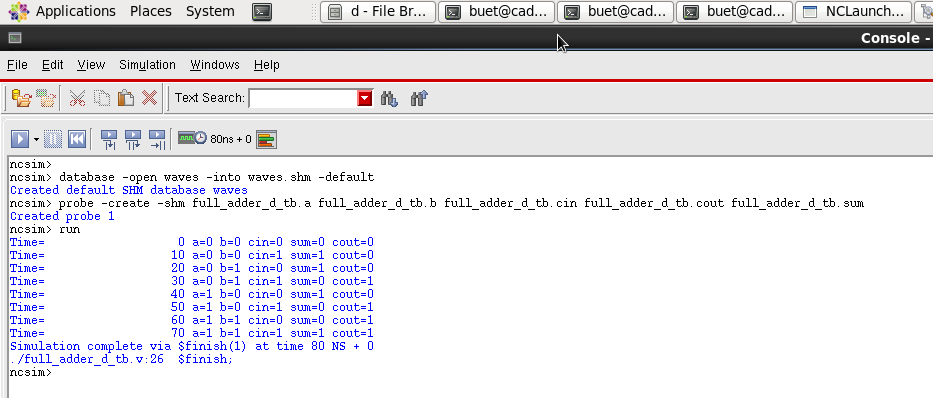 Applications Places System d - File Br... buet@cad... buet@cad... buet@cad... NCLaunch...
Console -
File Edit View Simulation Windows Help
Text Search:
80ns + 0
ncsim>
ncsim> database -open waves -into waves.shm -default
Created default SHM database waves
ncsim> probe -create -shm full_adder_d_tb.a full_adder_d_tb.b full_adder_d_tb.cin full_adder_d_tb.cout full_adder_d_tb.sum
Created probe 1
ncsim> run
Time=                   0 a=0 b=0 cin=0 sum=0 cout=0
Time=                  10 a=0 b=0 cin=1 sum=1 cout=0
Time=                  20 a=0 b=1 cin=0 sum=1 cout=0
Time=                  30 a=0 b=1 cin=1 sum=0 cout=1
Time=                  40 a=1 b=0 cin=0 sum=1 cout=0
Time=                  50 a=1 b=0 cin=1 sum=0 cout=1
Time=                  60 a=1 b=1 cin=0 sum=0 cout=1
Time=                  70 a=1 b=1 cin=1 sum=1 cout=1
Simulation complete via $finish(1) at time 80 NS + 0
./full_adder_d_tb.v:26  $finish;
ncsim>